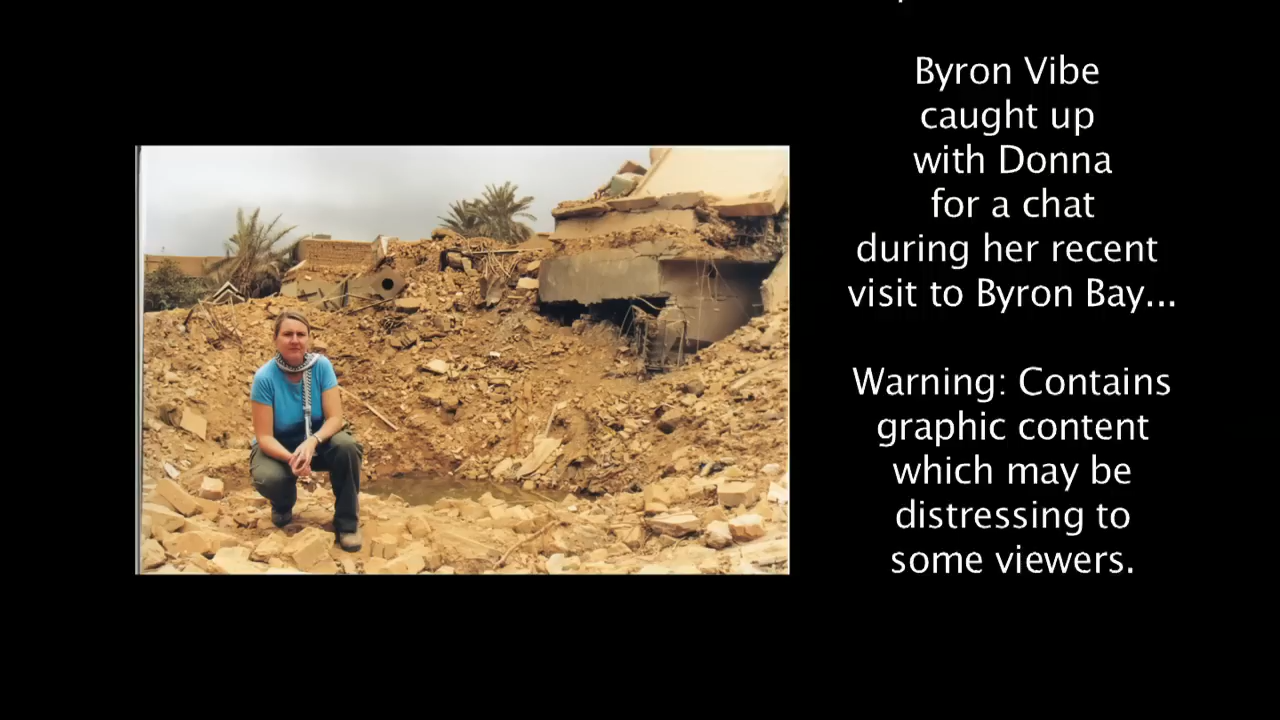 Byron Vibe
caught up
with Donna
for a chat
during her recent
visit to Byron Bay...
Warning: Contains
graphic content
which may be
distressing to
some viewers.